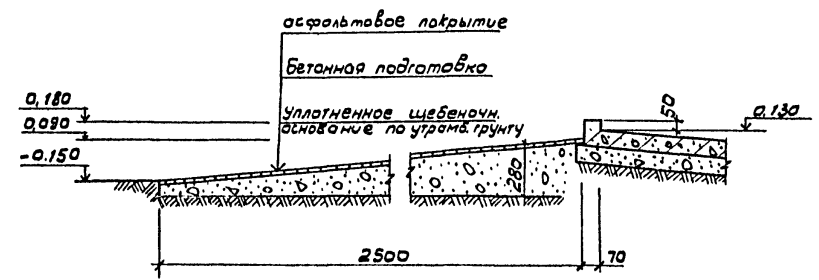 асфальтовое покрытие
Бетонная подготовка
Уплотненное щебеночн.
основание по утрамб. грунту
0,180
0,090
-0.150
50
0,130
280
2500
70